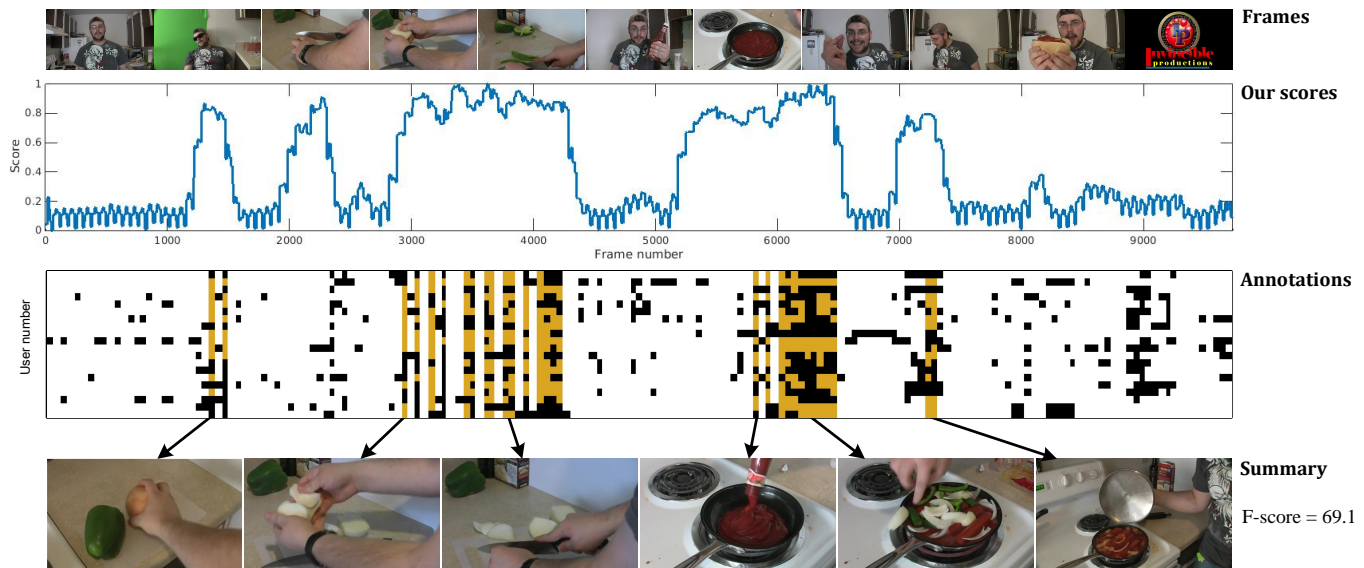 Frames
Invincible
productions
Our scores
Score
1
0.8
0.6
0.4
0.2
0
0 1000 2000 3000 4000 5000 6000 7000 8000 9000
Frame number
Annotations
User number
Summary
F-score = 69.1